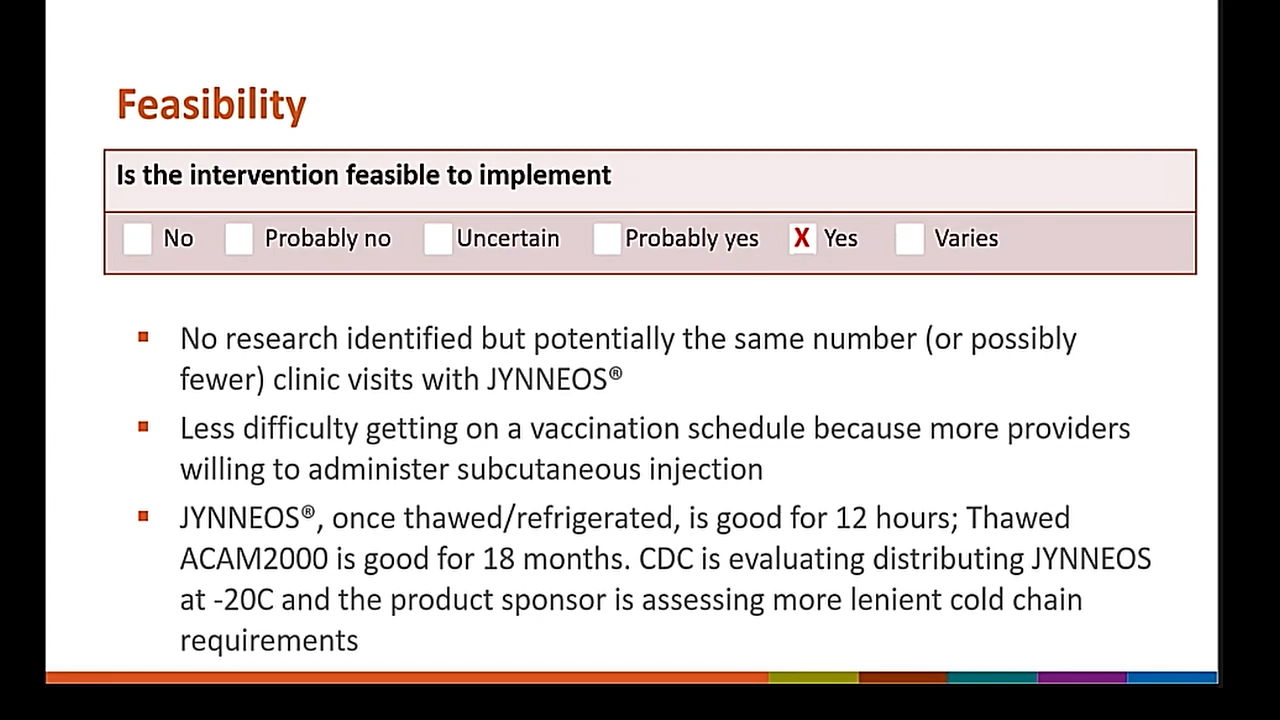 Feasibility
Is the intervention feasible to implement
No Probably no Uncertain Probably yes X Yes Varies
No research identified but potentially the same number (or possibly
fewer) clinic visits with JYNNEOS®
Less difficulty getting on a vaccination schedule because more providers
willing to administer subcutaneous injection
JYNNEOS®, once thawed/refrigerated, is good for 12 hours; Thawed
ACAM2000 is good for 18 months. CDC is evaluating distributing JYNNEOS
at -20C and the product sponsor is assessing more lenient cold chain
requirements